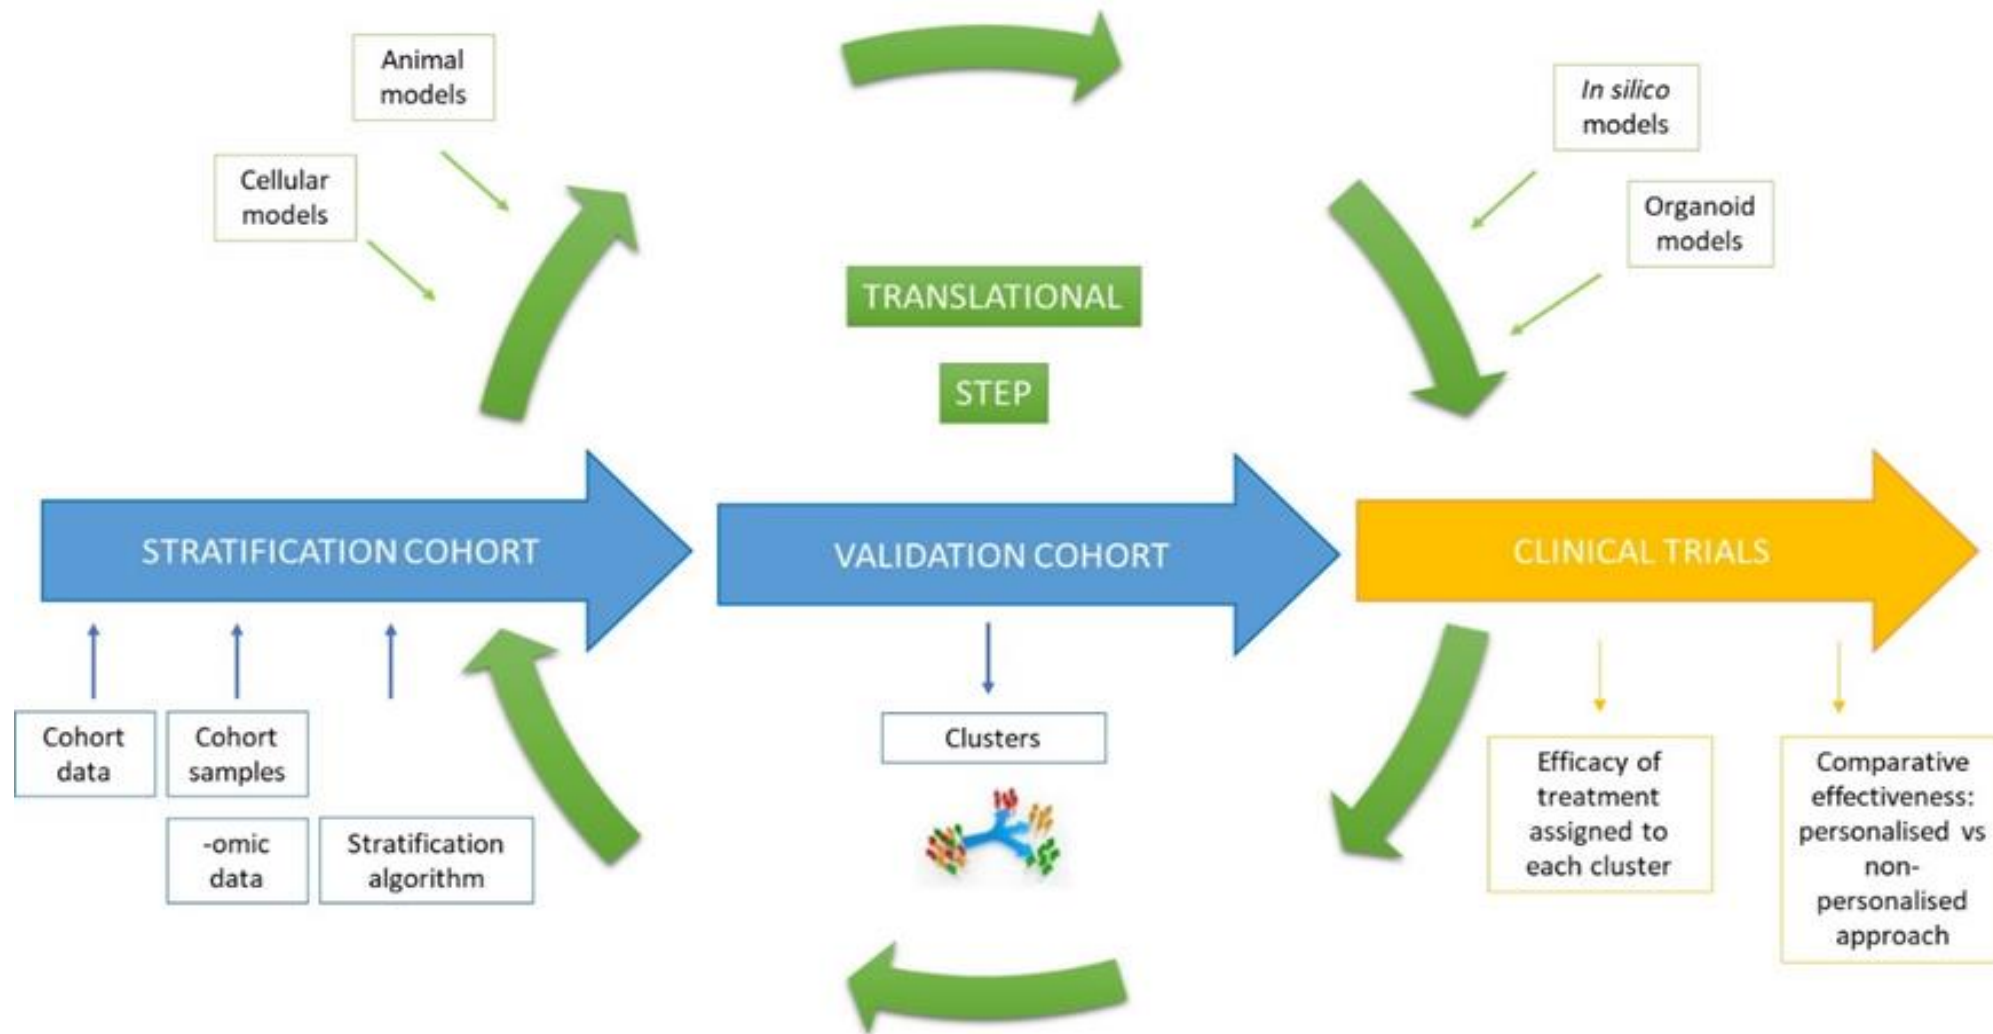 Animal
models
Cellular
models
In silico
models
Organoid
models
TRANSLATIONAL
STEP
STRATIFICATION COHORT
VALIDATION COHORT
CLINICAL TRIALS
Cohort
data
Cohort
samples
-omic
data
Stratification
algorithm
Clusters
Efficacy of
treatment
assigned to
each cluster
Comparative
effectiveness:
personalised vs
non-
personalised
approach